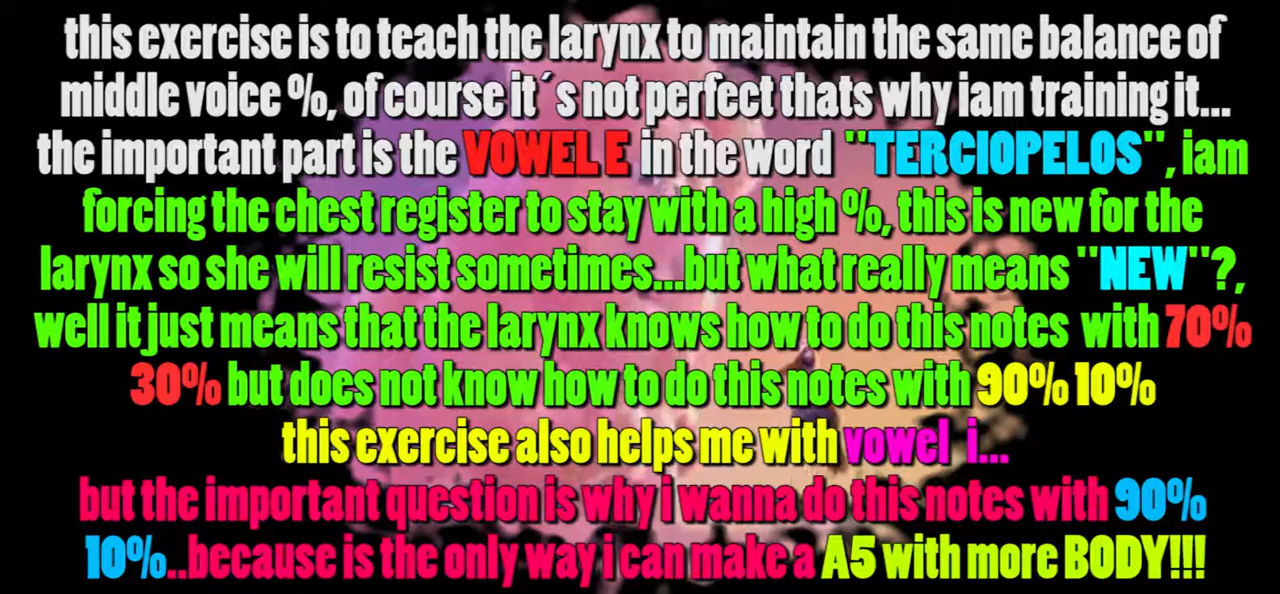 this exercise is to teach the larynx to maintain the same balance of
middle voice %, of course it´s not perfect thats why iam training it...
the important part is the VOWEL E in the word "TERCIOPELOS", iam
forcing the chest register to stay with a high %, this is new for the
larynx so she will resist sometimes...but what really means "NEW"?,
well it just means that the larynx knows how to do this notes with 70%
30% but does not know how to do this notes with 90% 10%
this exercise also helps me with vowel i...
but the important question is why i wanna do this notes with 90%
10%..because is the only way i can make a A5 with more BODY!!!